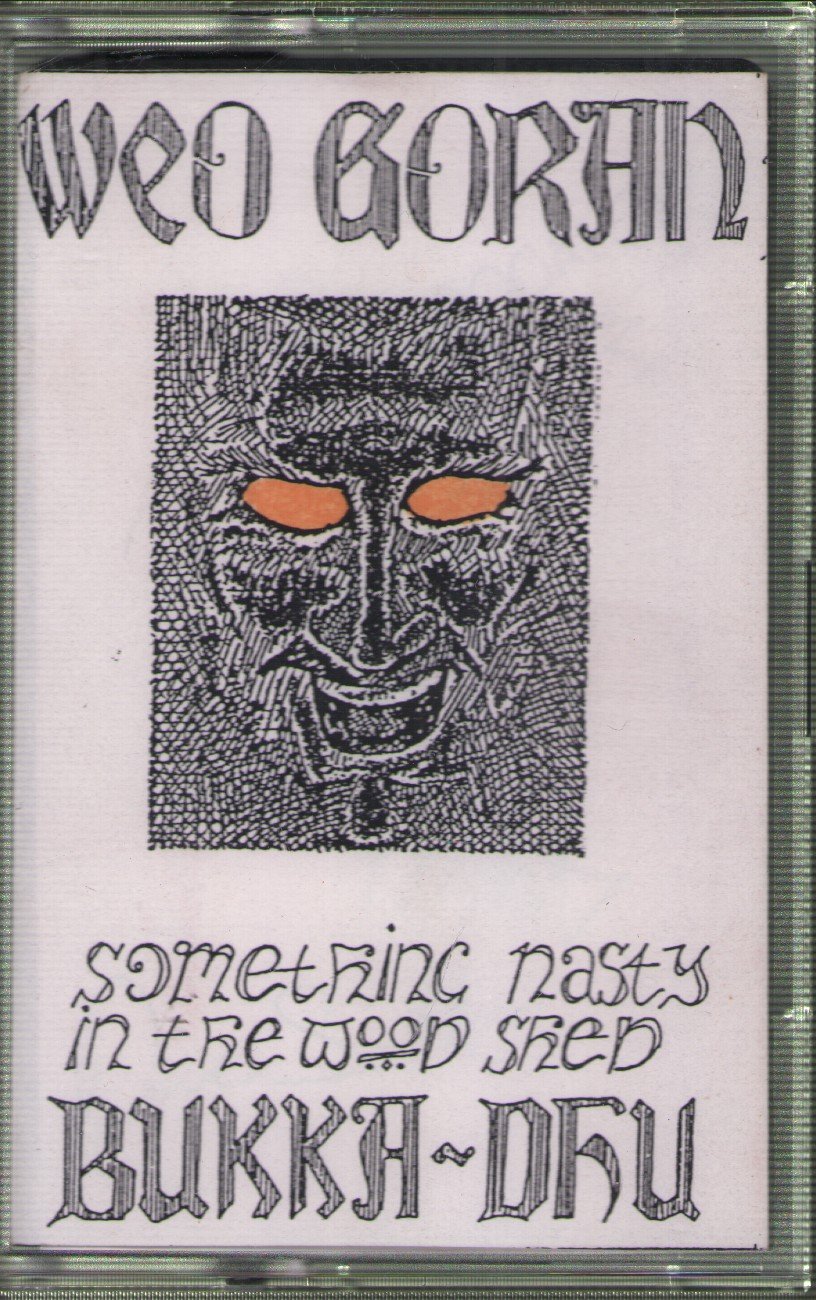 WeO GORAN
something nasty
in the wooD sheD
BUKKA~DhU